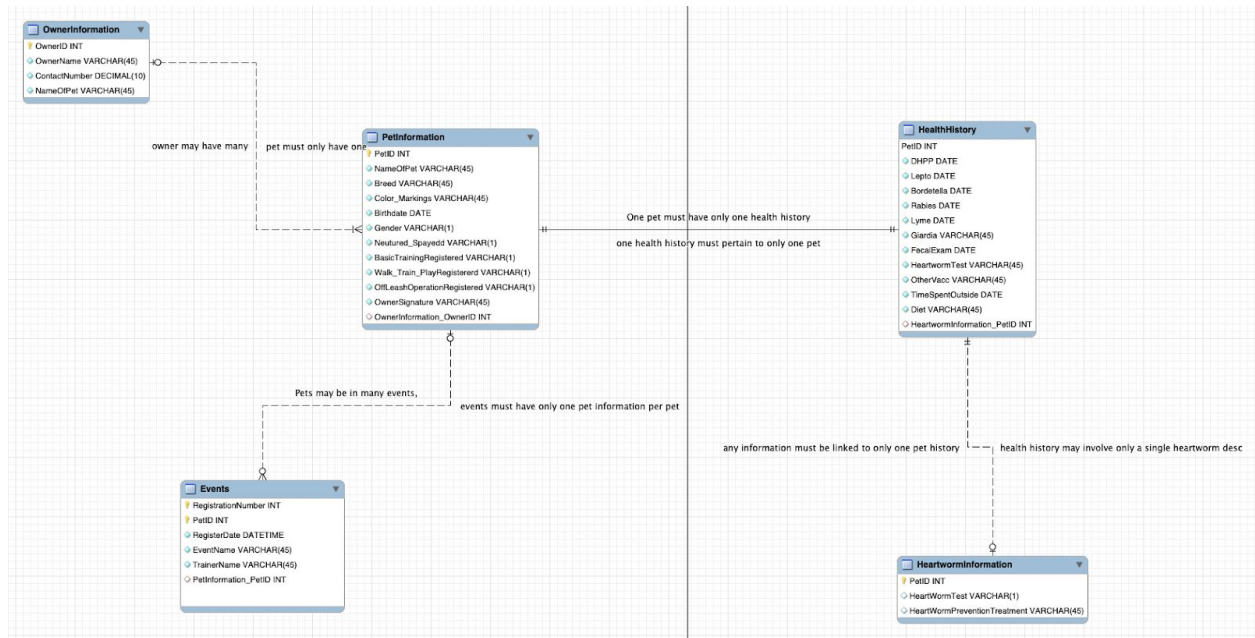 OwnerInformation
OwnerID INT
OwnerName VARCHAR(45)
ContactNumber DECIMAL(10)
NameOfPet VARCHAR(45)
owner may have many
pet must only have one
PetInformation
PetID INT
NameOfPet VARCHAR(45)
Breed VARCHAR(45)
Color_Markings VARCHAR(45)
Birthdate DATE
Gender VARCHAR(1)
Neutured_Spayedd VARCHAR(1)
BasicTrainingRegistered VARCHAR(1)
Walk_Train_PlayRegistererd VARCHAR(1)
OffLeashOperationRegistered VARCHAR(1)
OwnerSignature VARCHAR(45)
OwnerInformation_OwnerID INT
One pet must have only one health history
one health history must pertain to only one pet
HealthHistory
PetID INT
DHPP DATE
Lepto DATE
Bordetella DATE
Rabies DATE
Lyme DATE
Giardia VARCHAR(45)
FecalExam DATE
HeartwormTest VARCHAR(45)
OtherVacc VARCHAR(45)
TimeSpentOutside DATE
Diet VARCHAR(45)
HeartwormInformation_PetID INT
Pets may be in many events,
events must have only one pet information per pet
any information must be linked to only one pet history
health history may involve only a single heartworm desc
Events
RegistrationNumber INT
PetID INT
RegisterDate DATETIME
EventName VARCHAR(45)
TrainerName VARCHAR(45)
PetInformation_PetID INT
HeartwormInformation
PetID INT
HeartWormTest VARCHAR(1)
HeartWormPreventionTreatment VARCHAR(45)